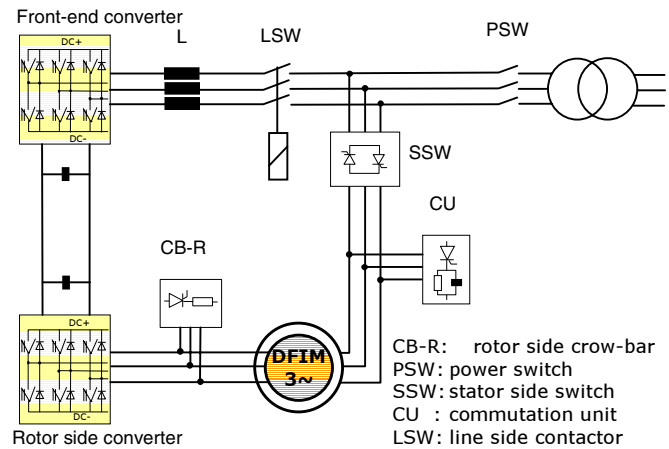 Front-end converter
DC+
DC-
L
LSW
PSW
SSW
CU
CB-R
DC+
DC-
Rotor side converter
DFIM
3~
CB-R: rotor side crow-bar
PSW: power switch
SSW: stator side switch
CU : commutation unit
LSW: line side contactor